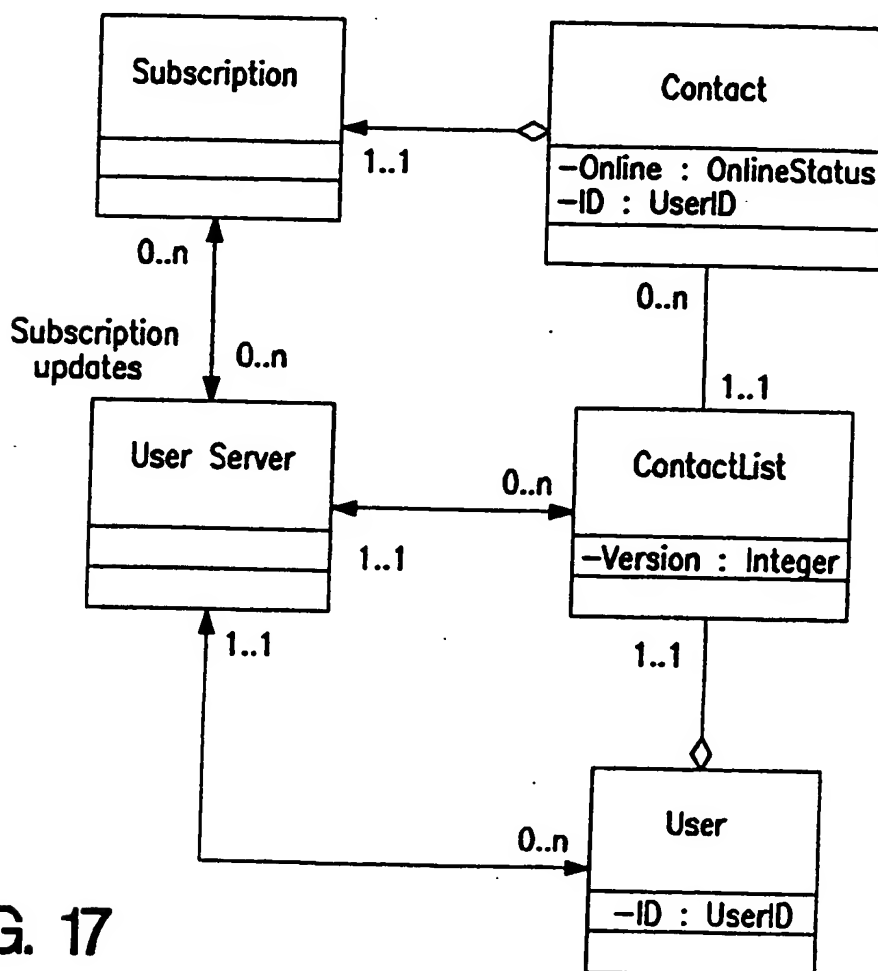 Subscription
Contact
–Online : OnlineStatus
–ID : UserID
1..1
0..n
0..n
Subscription
updates
0..n
1..1
User Server
ContactList
–Version : Integer
0..n
1..1
1..1
1..1
0..n
User
–ID : UserID
G. 17